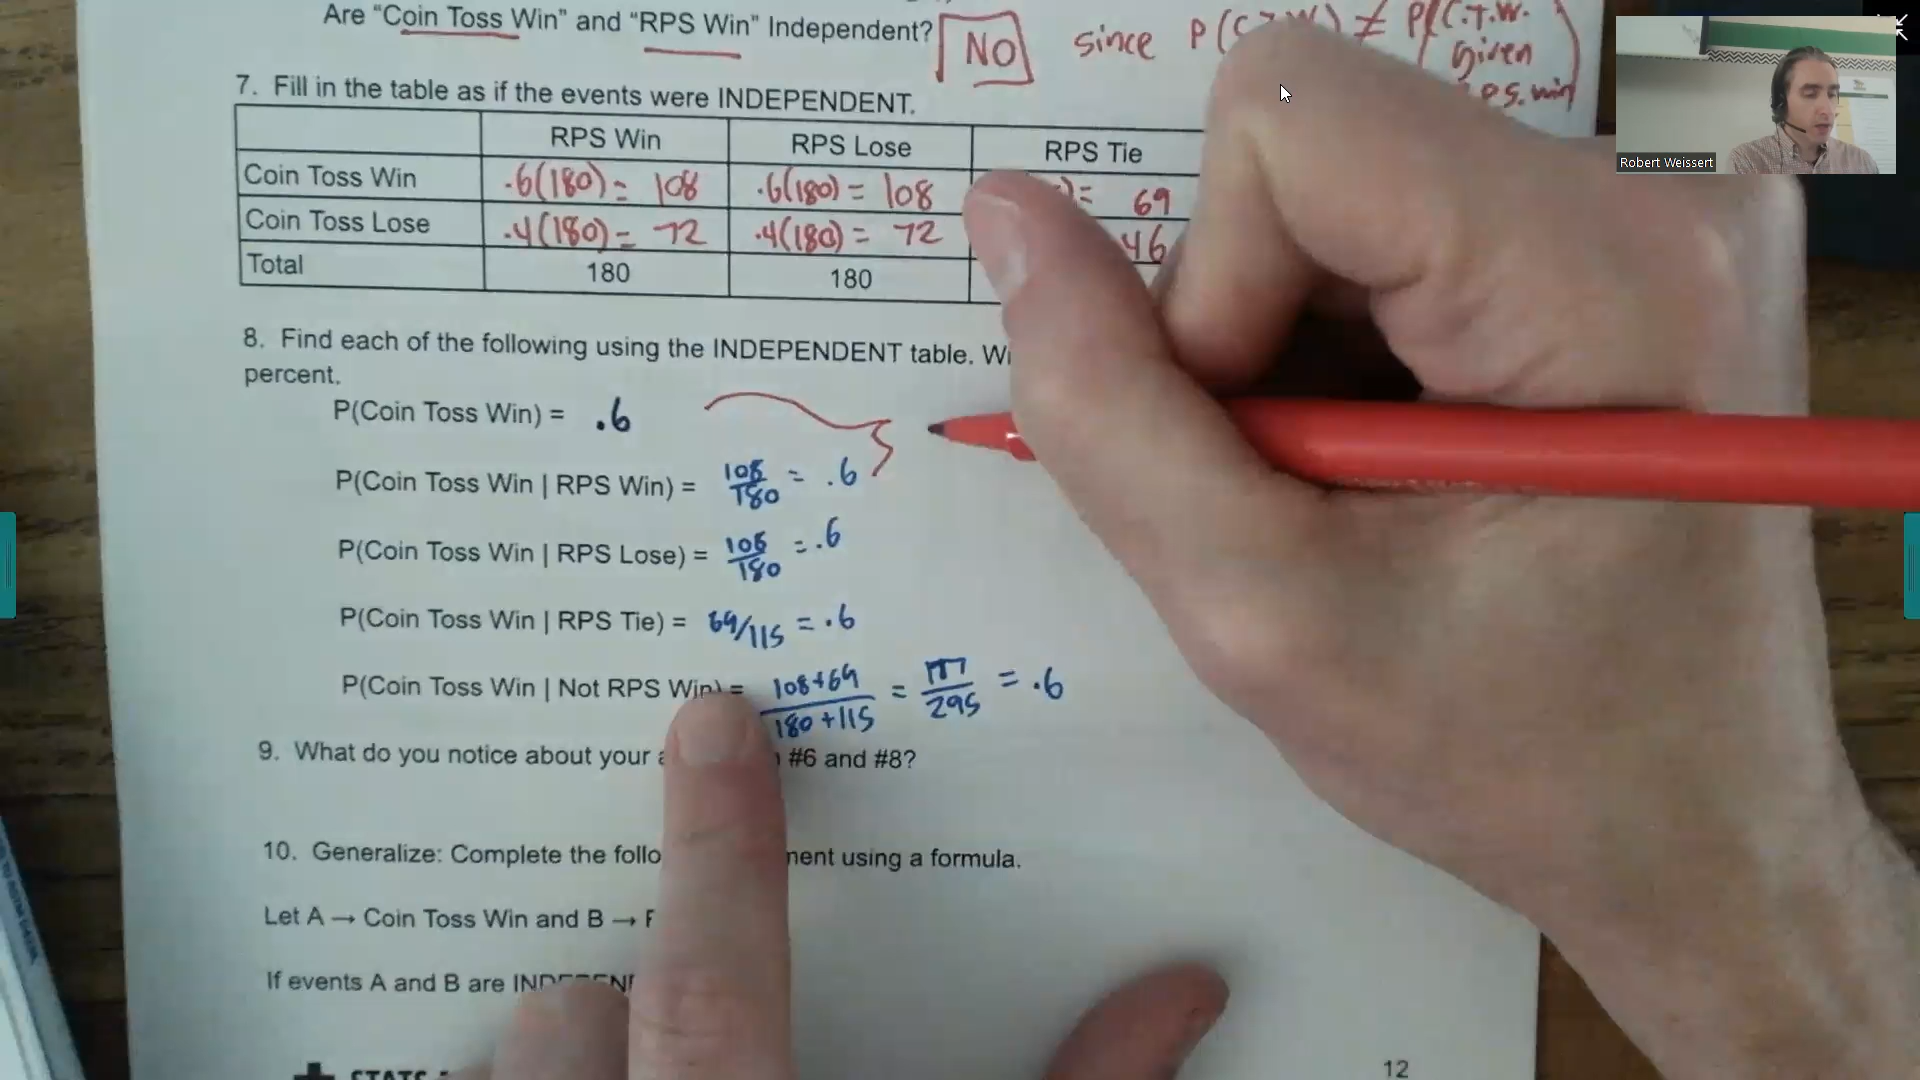 Are "Coin Toss Win" and "RPS Win" Independent? NO since P( ) ≠ P(C.T.W. given win)
7. Fill in the table as if the events were INDEPENDENT.
RPS Win RPS Lose RPS Tie
Coin Toss Win .6(180) = 108 .6(180) = 108 )= 69
Coin Toss Lose .4(180) = 72 .4(180) = 72 46
Total 180 180
8. Find each of the following using the INDEPENDENT table.
percent.
P(Coin Toss Win) = .6
P(Coin Toss Win | RPS Win) = 108/180 = .6
P(Coin Toss Win | RPS Lose) = 108/180 = .6
P(Coin Toss Win | RPS Tie) = 69/115 = .6
P(Coin Toss Win | Not RPS Win) = 108+69/180+115 = 177/295 = .6
9. What do you notice about your #6 and #8?
10. Generalize: Complete the using a formula.
Let A → Coin Toss Win and B →
If events A and B are
12
Robert Weissert